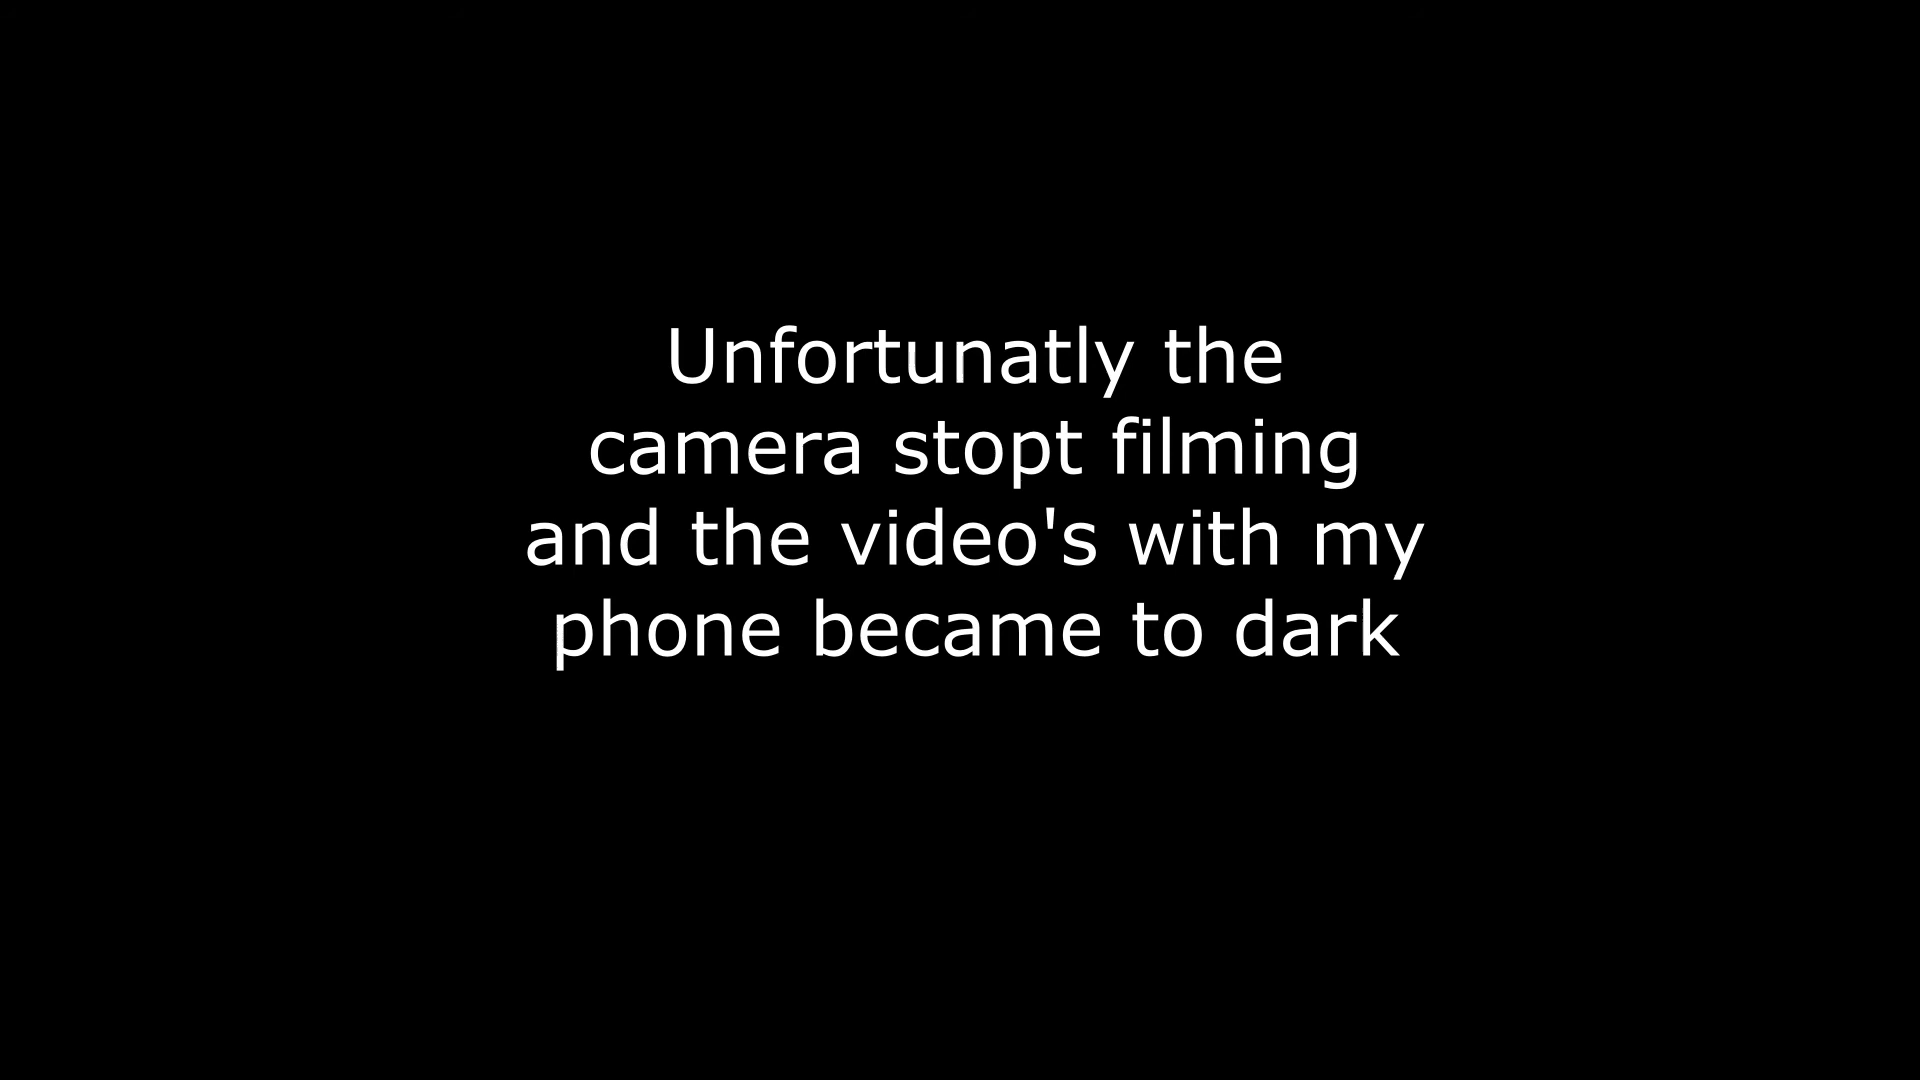 Unfortunatly the
camera stopt filming
and the video's with my
phone became to dark